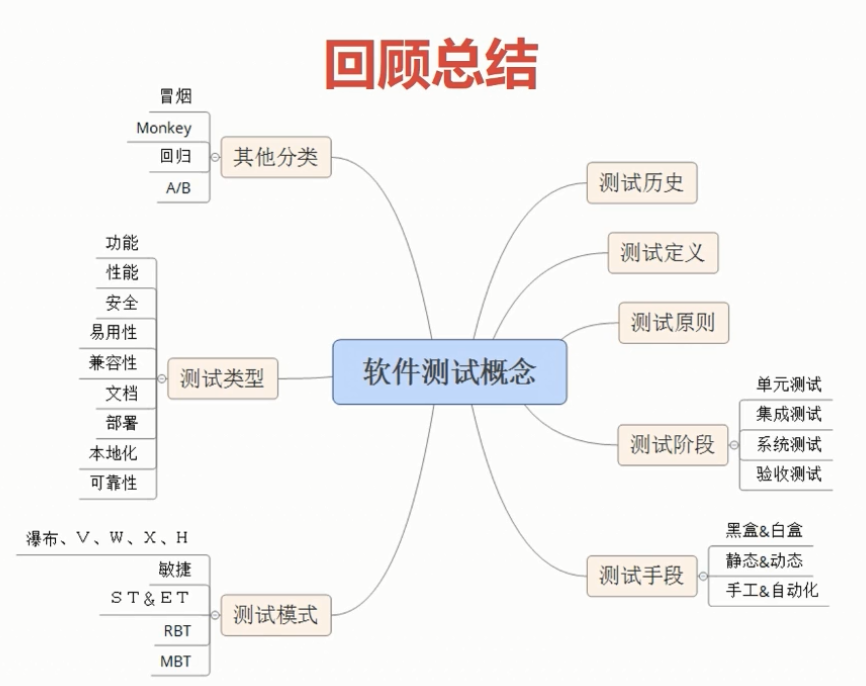 回顾总结
软件测试概念
测试历史
测试定义
测试原则
测试阶段
单元测试
集成测试
系统测试
验收测试
测试手段
黑盒&白盒
静态&动态
手工&自动化
其他分类
冒烟
Monkey
回归
A/B
测试类型
功能
性能
安全
易用性
兼容性
文档
部署
本地化
可靠性
测试模式
瀑布、V、W、X、H
敏捷
ST&ET
RBT
MBT